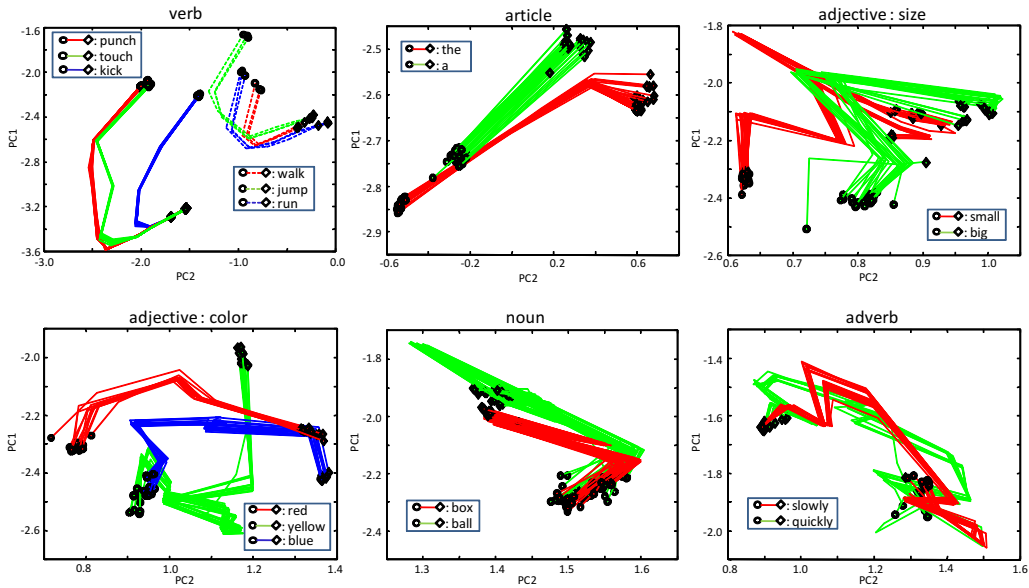 verb
-1.6
-2.0
-2.4
-2.8
-3.2
-3.6
PC1
: punch
: touch
: kick
: walk
: jump
: run
-3.0
-2.0
-1.0
0.0
PC2
article
-2.5
-2.6
-2.7
-2.8
-2.9
PC1
: the
: a
-0.6
-0.2
0.2
0.6
PC2
adjective : size
-1.8
-2.0
-2.2
-2.4
-2.6
PC1
: small
: big
0.6
0.7
0.8
0.9
1.0
PC2
adjective : color
-2.0
-2.2
-2.4
-2.6
PC1
: red
: yellow
: blue
0.8
1.0
1.2
1.4
PC2
noun
-1.8
-2.0
-2.2
-2.4
PC1
: box
: ball
1.3
1.4
1.5
1.6
PC2
adverb
-1.4
-1.6
-1.8
-2.0
PC1
: slowly
: quickly
0.8
1.0
1.2
1.4
1.6
PC2